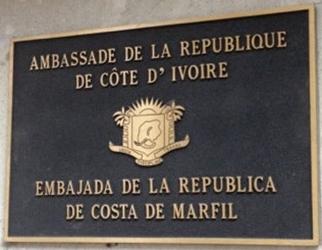 AMBASSADE DE LA REPUBLIQUE
DE CÔTE D' IVOIRE
EMBAJADA DE LA REPUBLICA
DE COSTA DE MARFIL